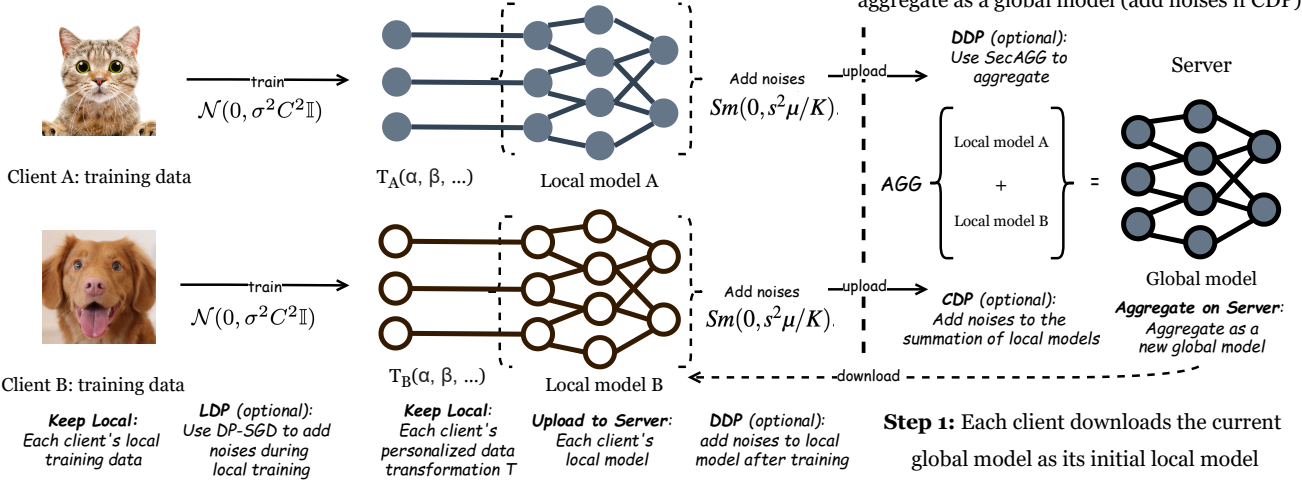 aggregate as a global model (add noises if CDP)
DDP (optional):
Use SecAGG to
aggregate
Server
train
𝒩(0, σ²C²𝕀)
Add noises
Sm(0, s²μ/K).
upload
Client A: training data
T_A(α, β, ...)
Local model A
AGG
Local model A
+
Local model B
=
train
𝒩(0, σ²C²𝕀)
Add noises
Sm(0, s²μ/K).
upload
Global model
CDP (optional):
Add noises to the
summation of local models
Aggregate on Server:
Aggregate as a
new global model
Client B: training data
T_B(α, β, ...)
Local model B
download
Keep Local:
Each client's local
training data
LDP (optional):
Use DP-SGD to add
noises during
local training
Keep Local:
Each client's
personalized data
transformation T
Upload to Server:
Each client's
local model
DDP (optional):
add noises to local
model after training
Step 1: Each client downloads the current
global model as its initial local model